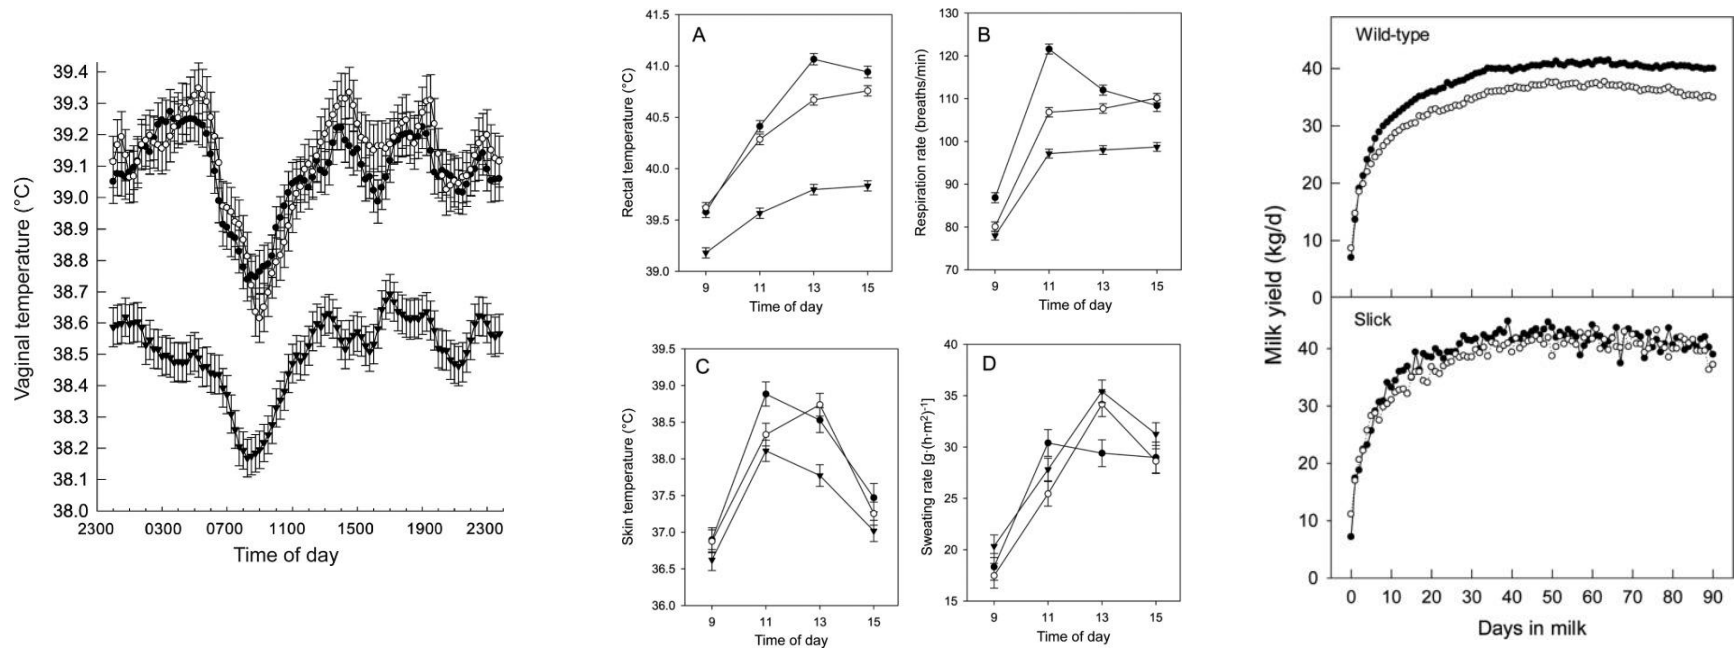 Vaginal temperature (°C)
39.4
39.3
39.2
39.1
39.0
38.9
38.8
38.7
38.6
38.5
38.4
38.3
38.2
38.1
38.0
2300 0300 0700 1100 1500 1900 2300
Time of day
A
Rectal temperature (°C)
41.5
41.0
40.5
40.0
39.5
39.0
9 11 13 15
Time of day
B
Respiration rate (breaths/min)
130
120
110
100
90
80
70
9 11 13 15
Time of day
C
Skin temperature (°C)
39.5
39.0
38.5
38.0
37.5
37.0
36.5
36.0
9 11 13 15
Time of day
D
Sweating rate [g·(h·m²)⁻¹]
40
35
30
25
20
15
9 11 13 15
Time of day
Milk yield (kg/d)
Wild-type
40
30
20
10
0
Slick
40
30
20
10
0
0 10 20 30 40 50 60 70 80 90
Days in milk